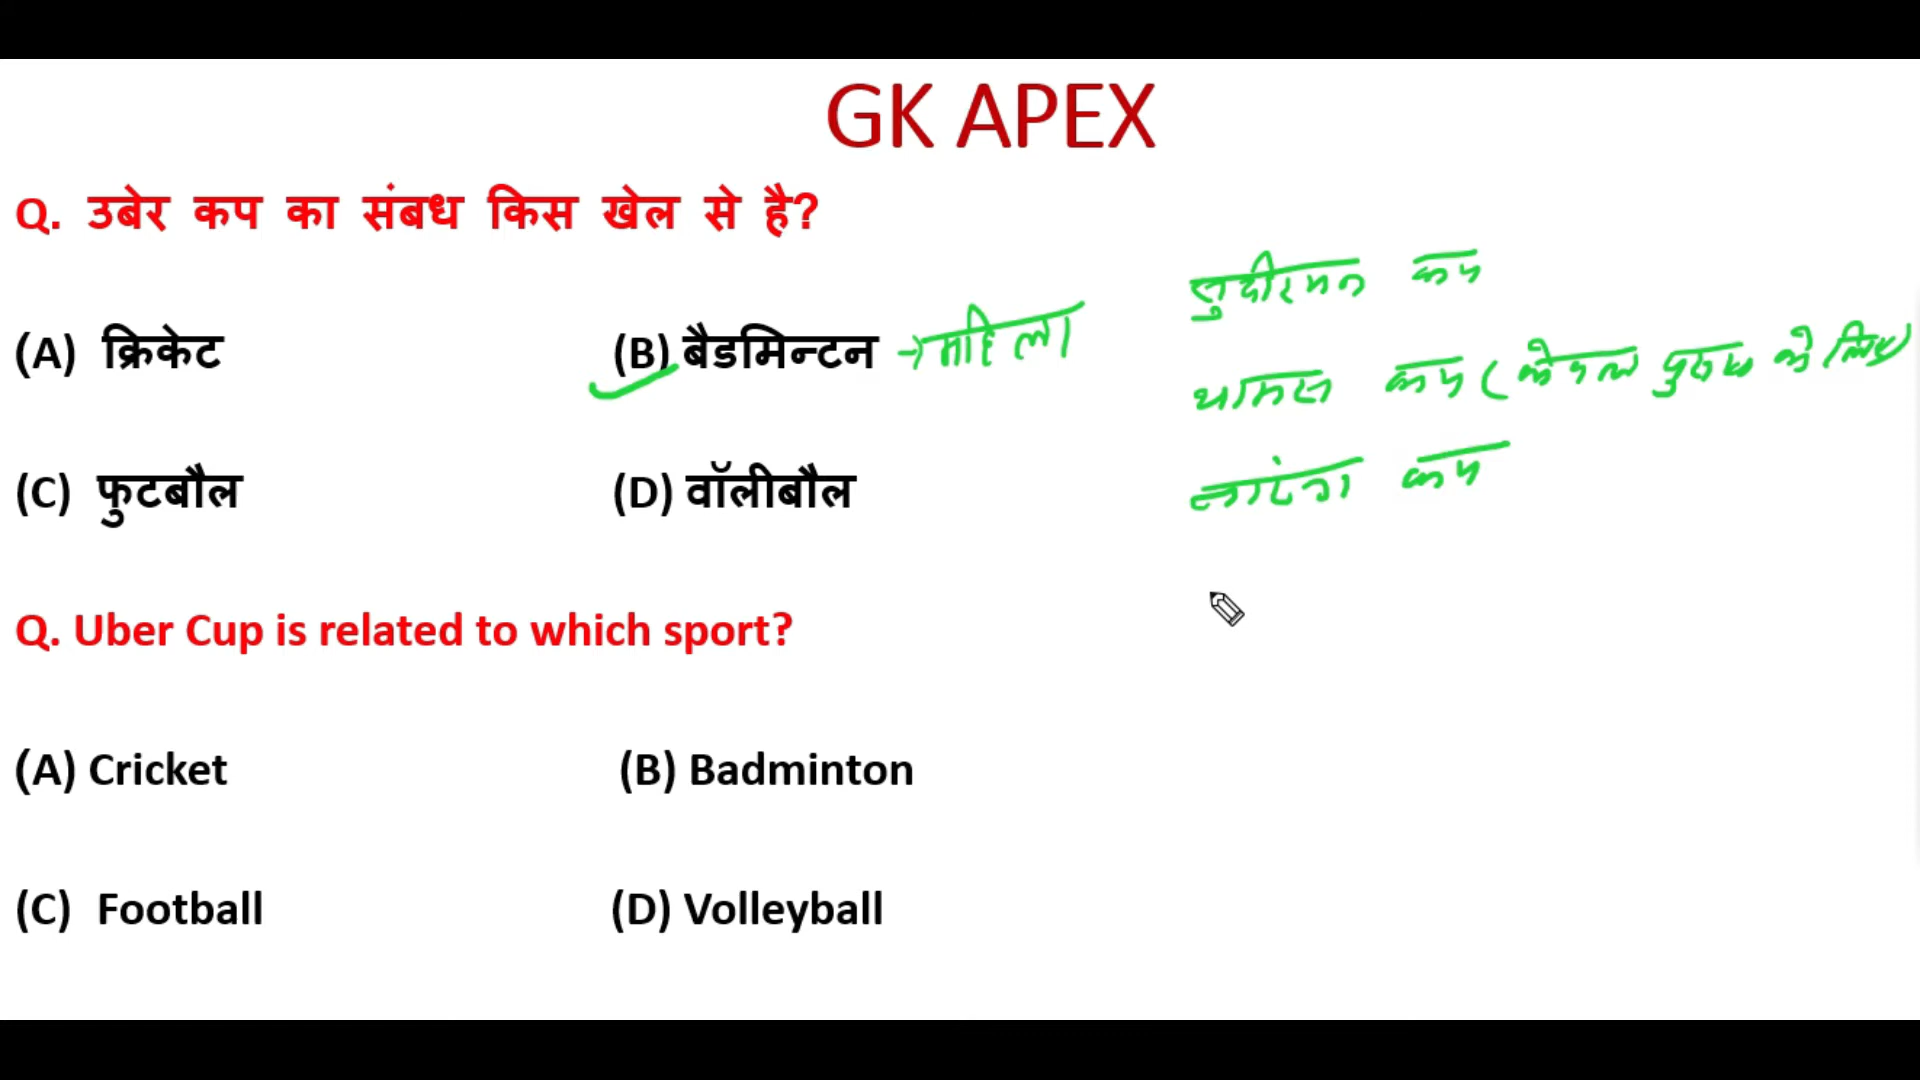 GK APEX
Q. उबेर कप का संबध किस खेल से है?
(A) क्रिकेट (B) बैडमिन्टन → महिला
(C) फुटबौल (D) वॉलीबौल
सुदीरमन कप
थामस कप (केवल पुरुष के लिए)
कप
Q. Uber Cup is related to which sport?
(A) Cricket (B) Badminton
(C) Football (D) Volleyball